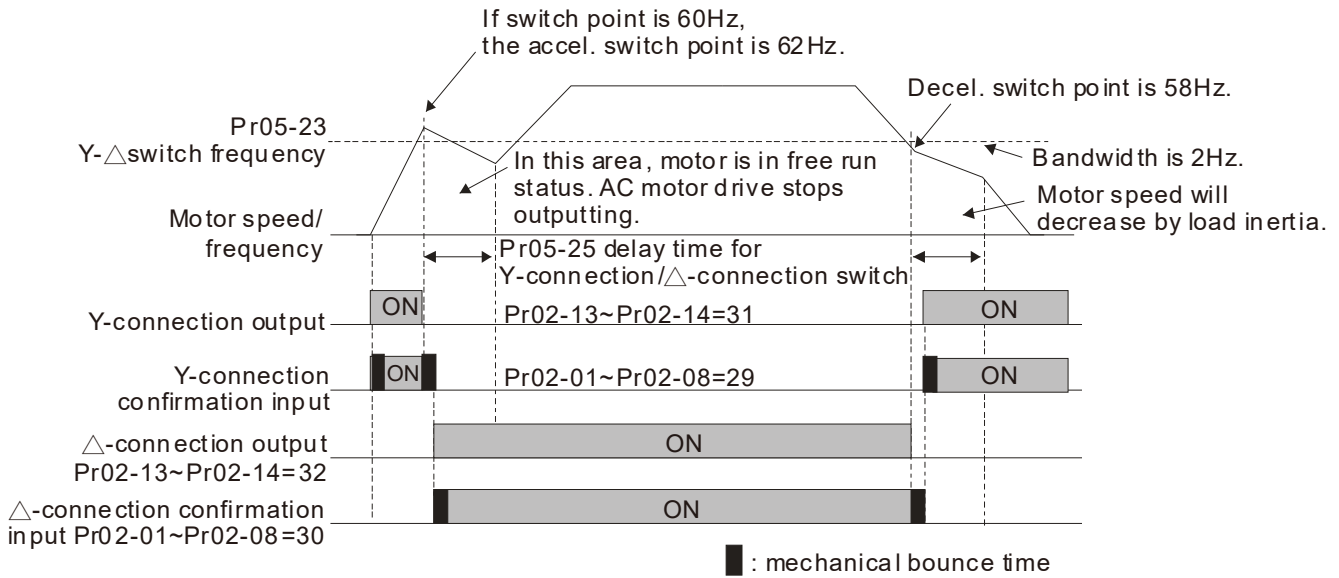 If switch point is 60Hz,
the accel. switch point is 62Hz.
Decel. switch point is 58Hz.
Pr05-23
Y-△switch frequency
In this area, motor is in free run
status. AC motor drive stops
outputting.
Bandwidth is 2Hz.
Motor speed will
decrease by load inertia.
Motor speed/
frequency
Pr05-25 delay time for
Y-connection/△-connection switch
Y-connection output
ON
Pr02-13~Pr02-14=31
ON
Y-connection
confirmation input
ON
Pr02-01~Pr02-08=29
ON
△-connection output
Pr02-13~Pr02-14=32
ON
△-connection confirmation
input Pr02-01~Pr02-08=30
ON
: mechanical bounce time